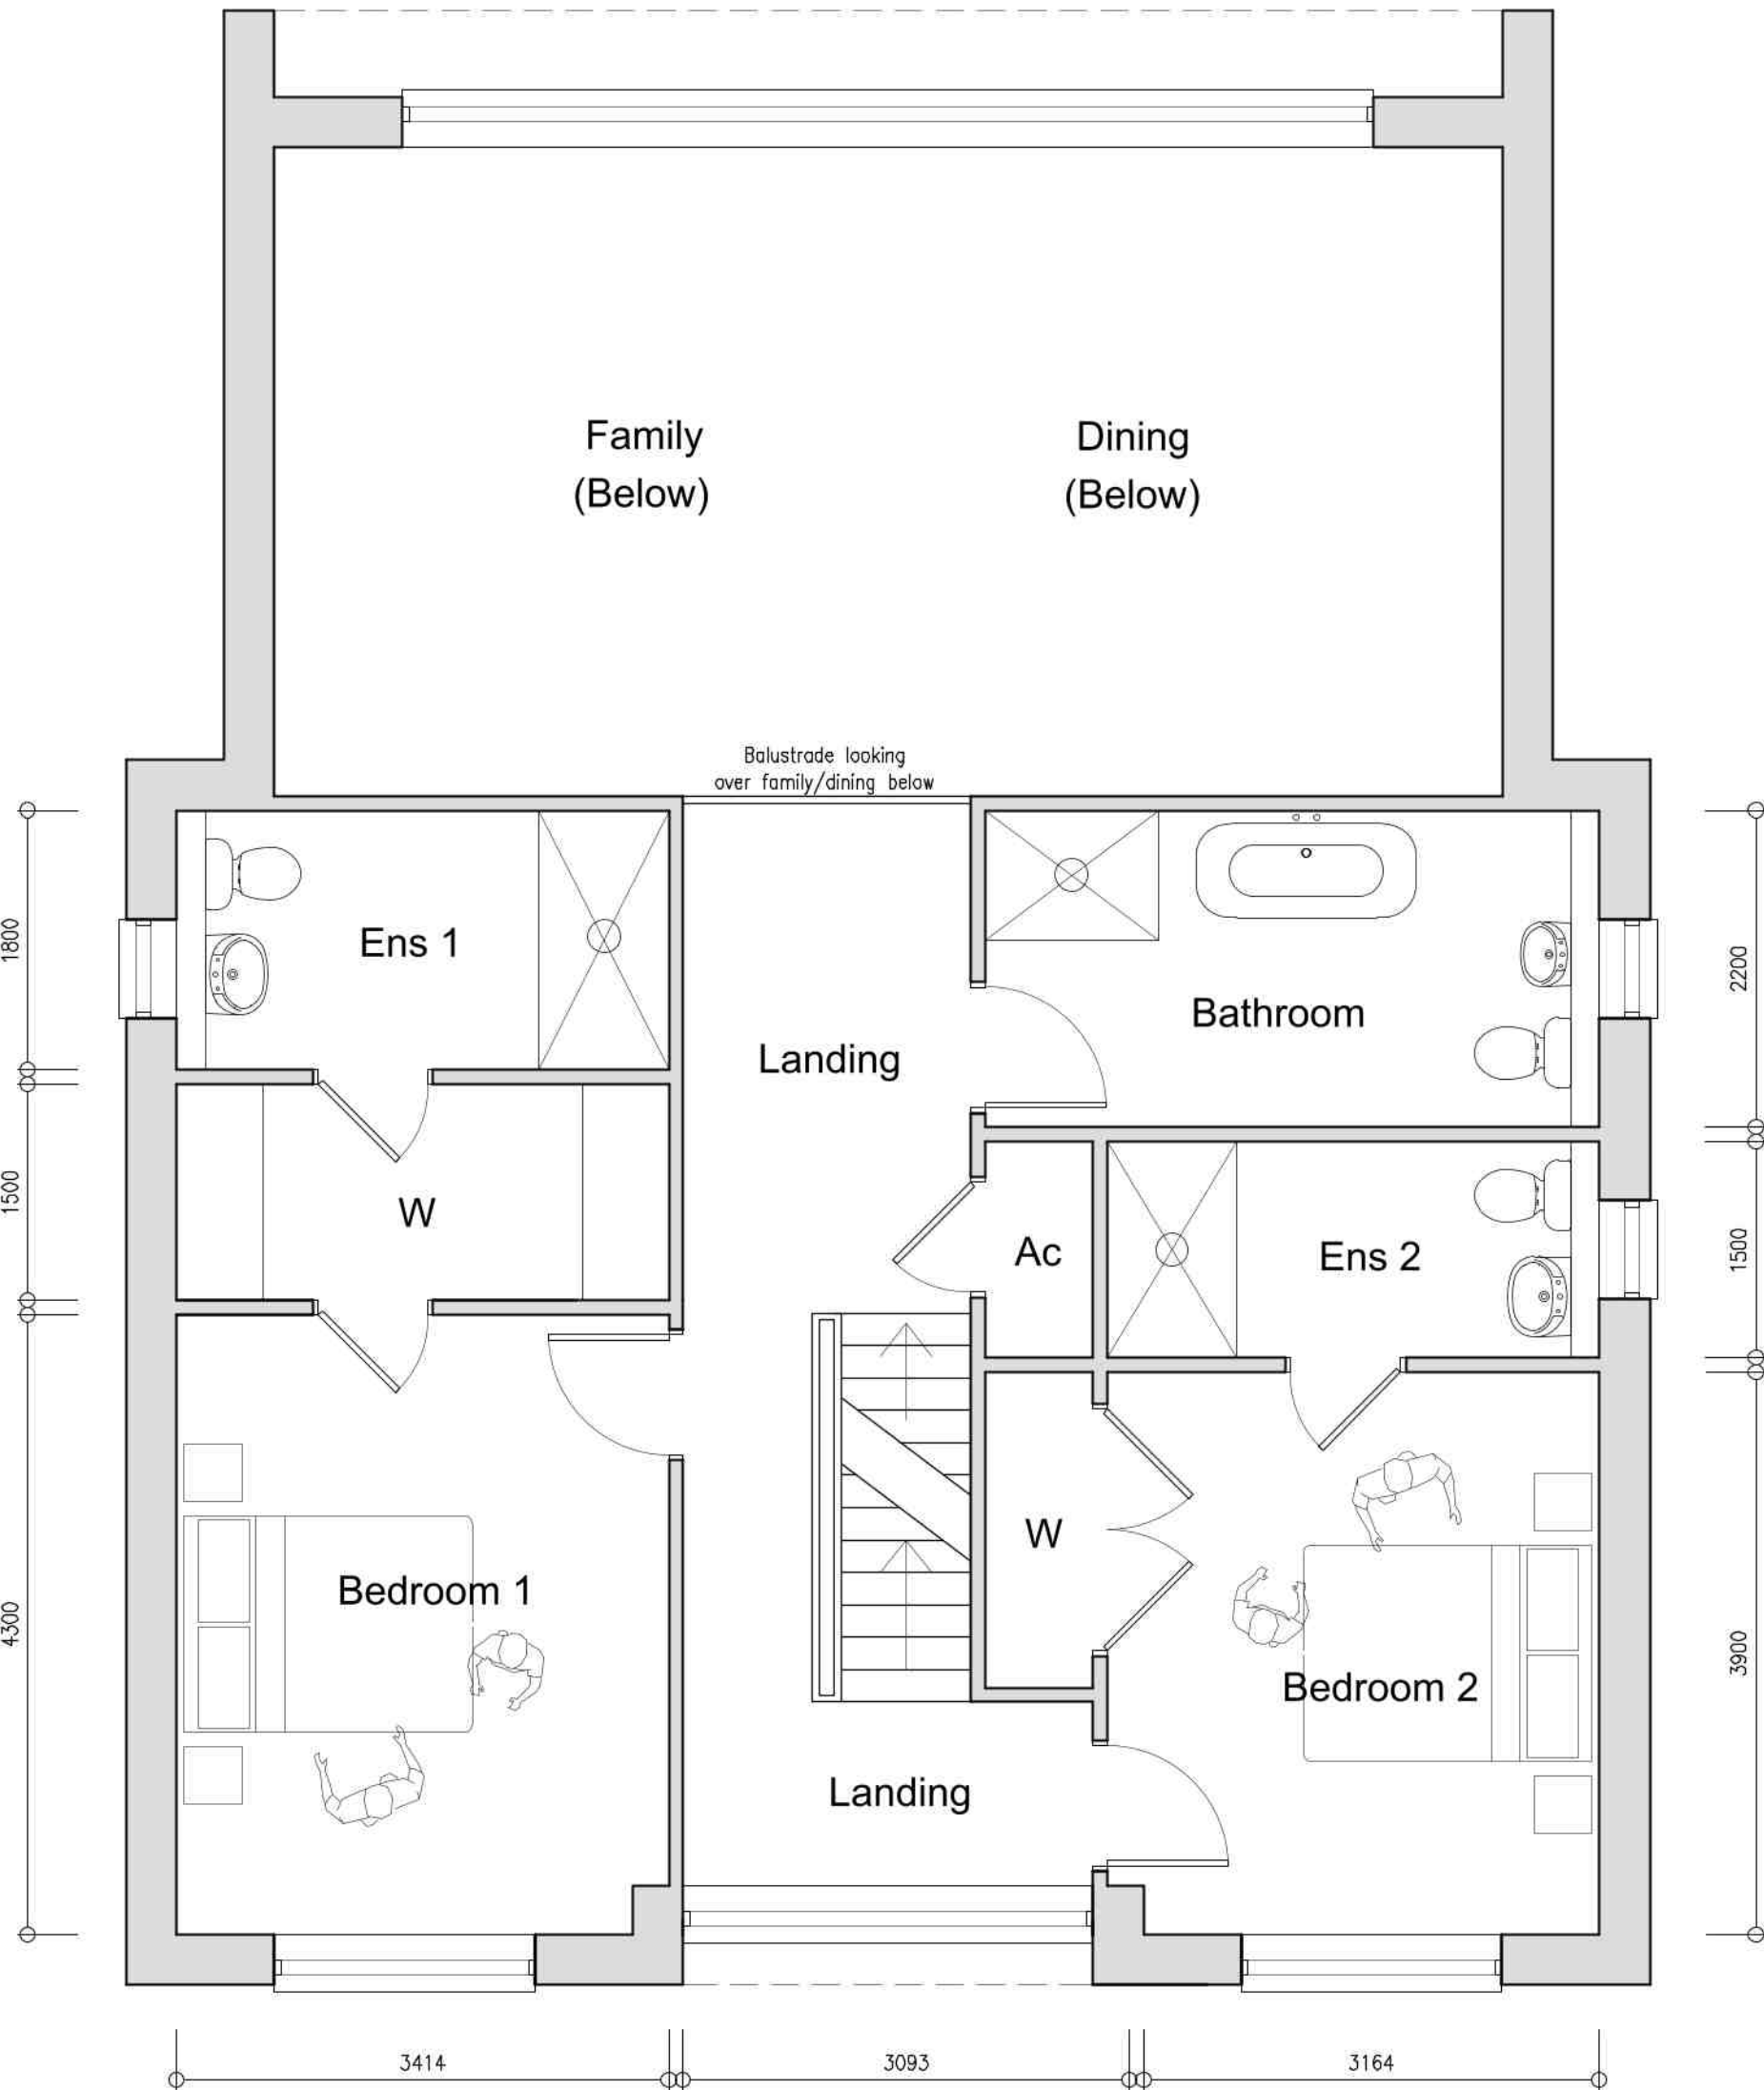 Family
(Below)
Dining
(Below)
Balustrade looking
over family/dining below
Ens 1
Landing
Bathroom
W
Ac
Ens 2
W
Bedroom 1
Bedroom 2
Landing
1800
1500
4300
2200
1500
3900
3414
3093
3164